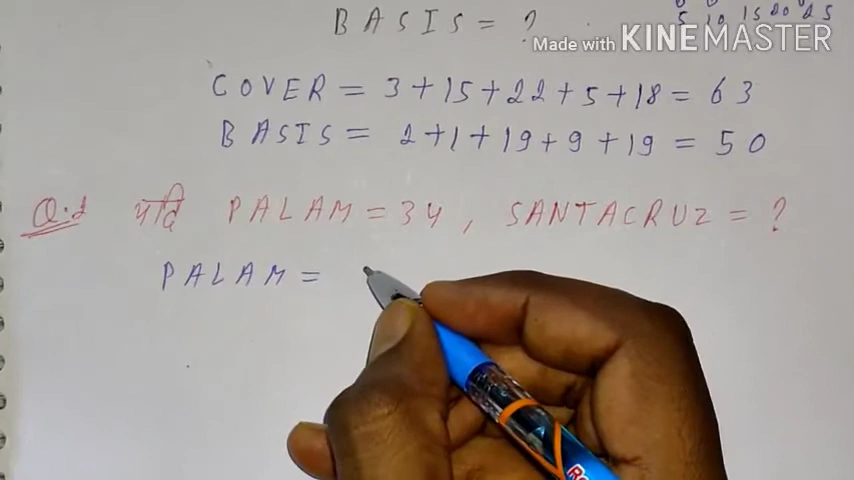 BASIS = ?
5 10 15 20 25
Made with KINEMASTER
COVER = 3+15+22+5+18 = 63
BASIS = 2+1+19+9+19 = 50
Q.2 यदि PALAM = 34, SANTACRUZ = ?
PALAM =